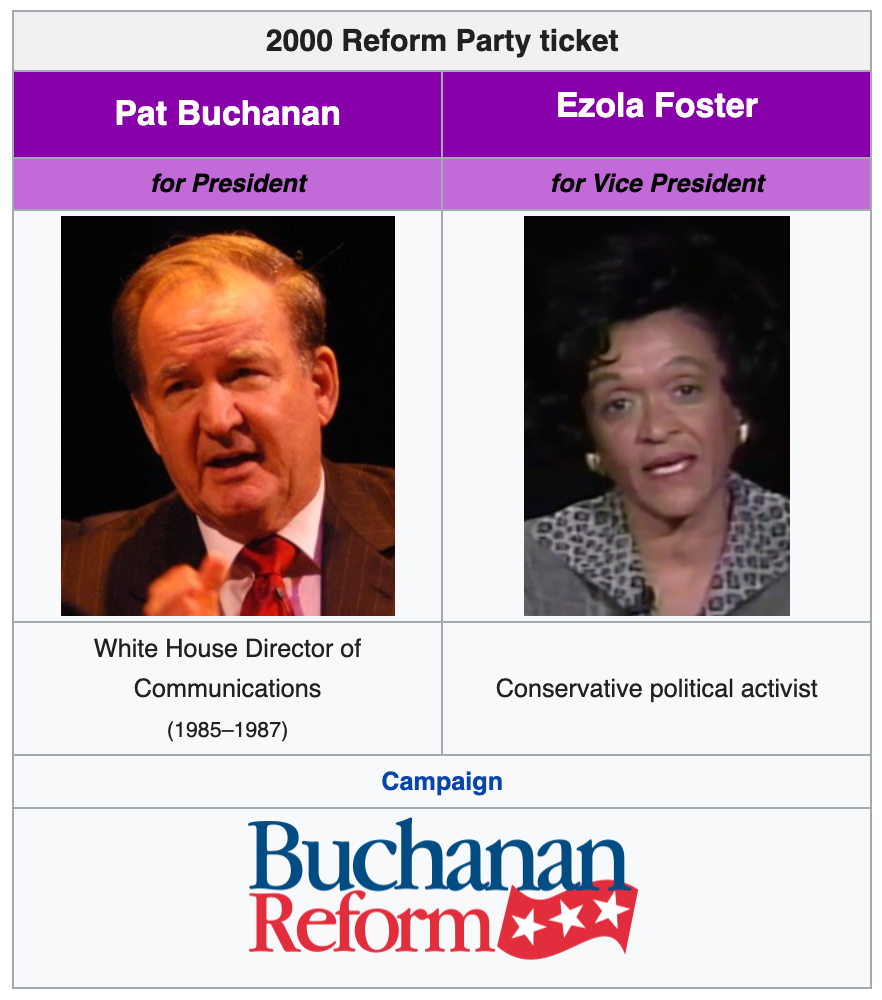 2000 Reform Party ticket
Pat Buchanan
Ezola Foster
for President
for Vice President
White House Director of
Communications
(1985–1987)
Conservative political activist
Campaign
Buchanan
Reform